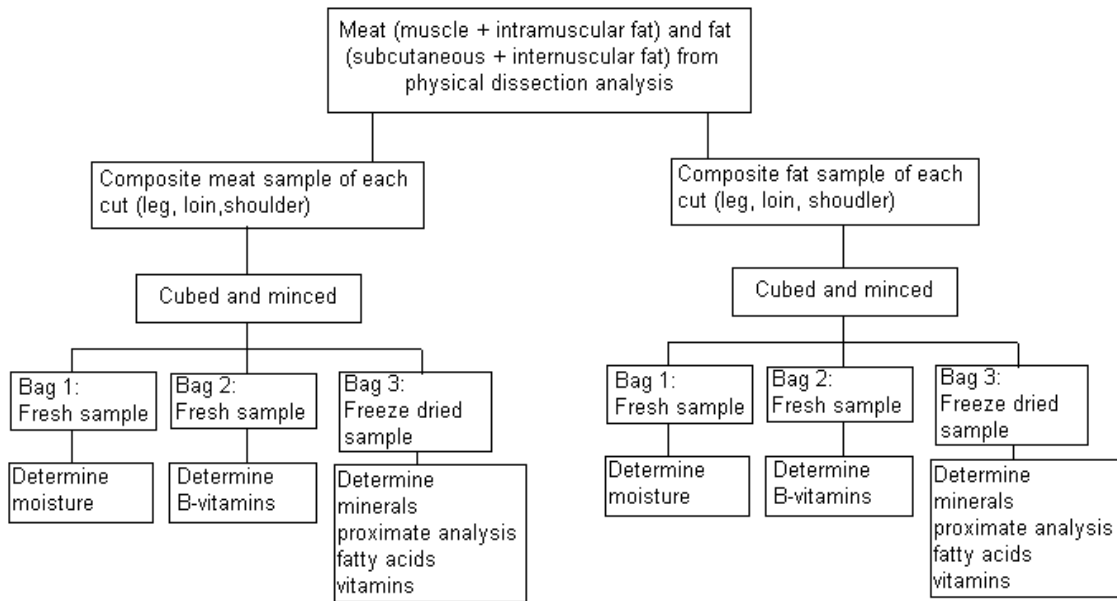 Meat (muscle + intramuscular fat) and fat
(subcutaneous + internuscular fat) from
physical dissection analysis
Composite meat sample of each
cut (leg, loin,shoulder)
Cubed and minced
Bag 1:
Fresh sample
Determine
moisture
Bag 2:
Fresh sample
Determine
B-vitamins
Bag 3:
Freeze dried
sample
Determine
minerals
proximate analysis
fatty acids
vitamins
Composite fat sample of each
cut (leg, loin, shoudler)
Cubed and minced
Bag 1:
Fresh sample
Determine
moisture
Bag 2:
Fresh sample
Determine
B-vitamins
Bag 3:
Freeze dried
sample
Determine
minerals
proximate analysis
fatty acids
vitamins